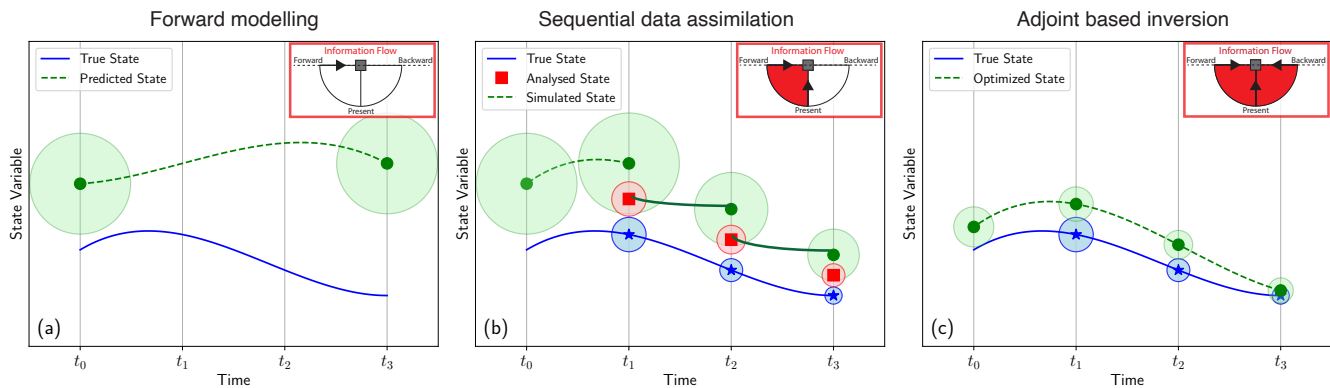 Forward modelling
True State
Predicted State
Information Flow
Forward
Backward
Present
State Variable
(a)
t0
t1
t2
t3
Time
Sequential data assimilation
True State
Analysed State
Simulated State
Information Flow
Forward
Backward
Present
State Variable
(b)
t0
t1
t2
t3
Time
Adjoint based inversion
True State
Optimized State
Information Flow
Forward
Backward
Present
State Variable
(c)
t0
t1
t2
t3
Time